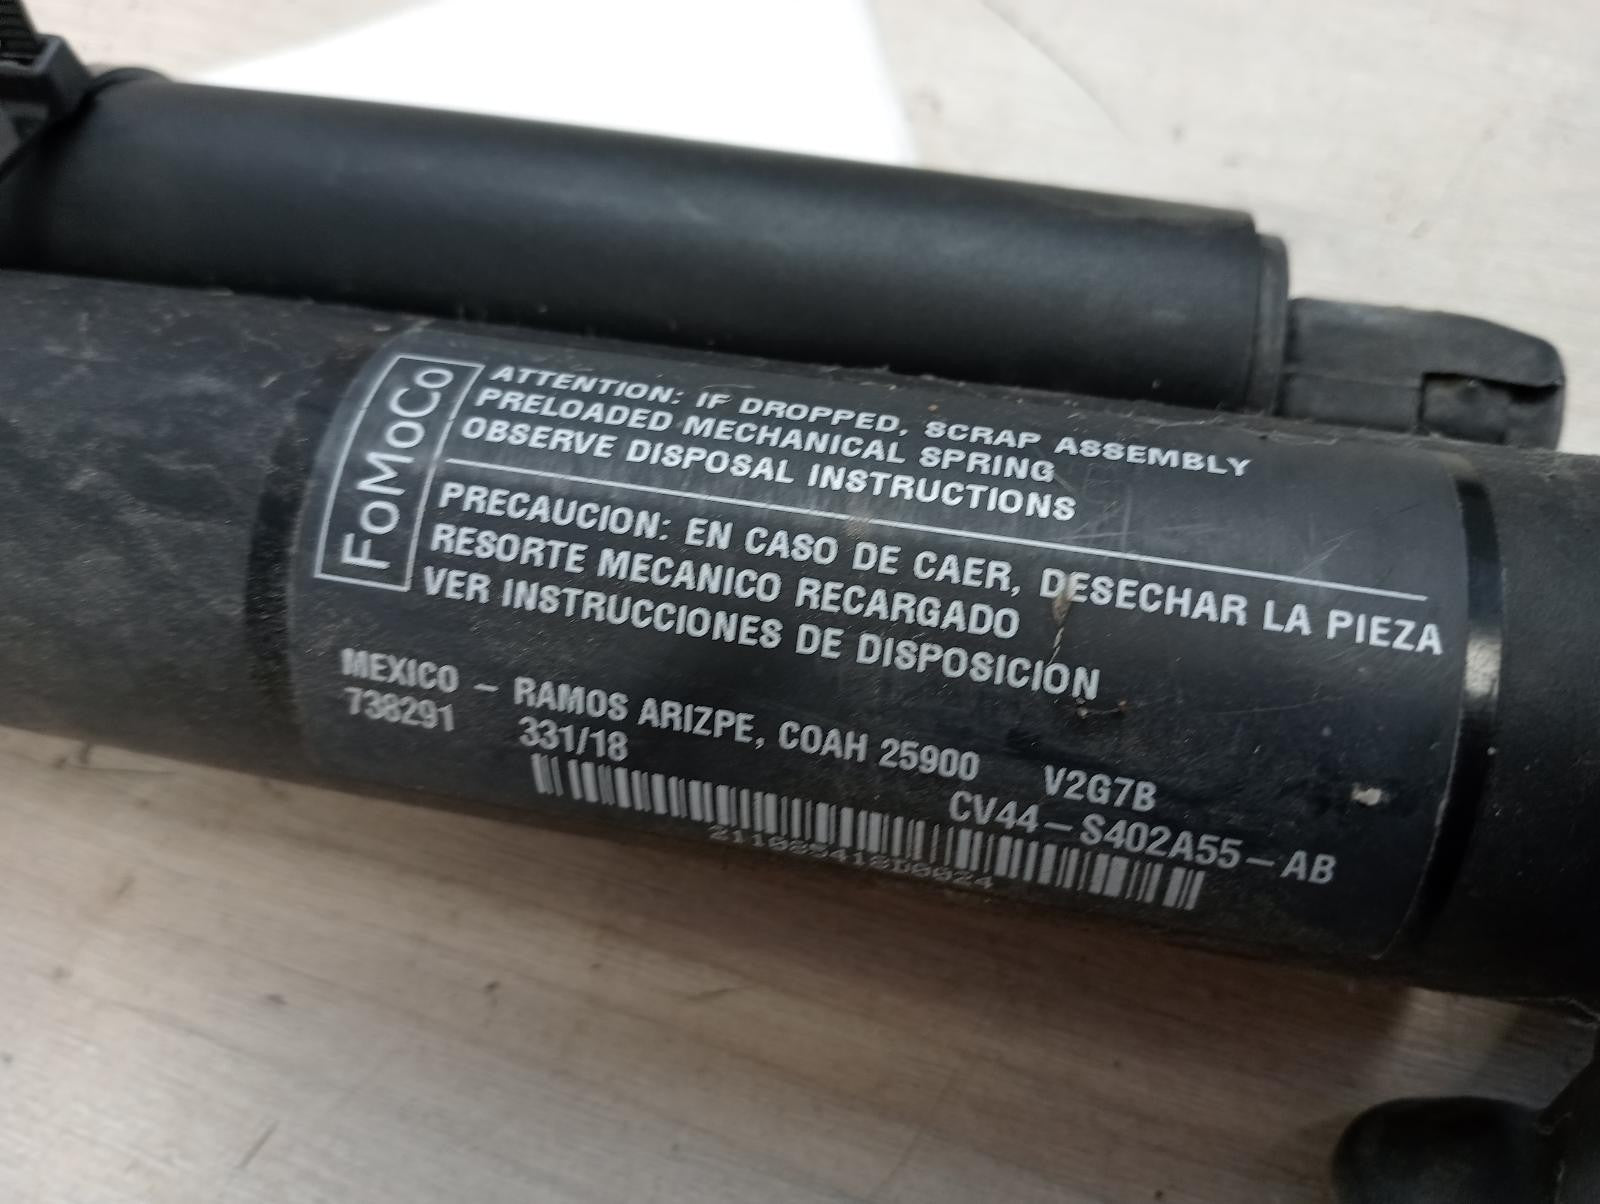 FoMoCo
ATTENTION: IF DROPPED, SCRAP ASSEMBLY
PRELOADED MECHANICAL SPRING
OBSERVE DISPOSAL INSTRUCTIONS
PRECAUCION: EN CASO DE CAER, DESECHAR LA PIEZA
RESORTE MECANICO RECARGADO
VER INSTRUCCIONES DE DISPOSICION
MEXICO – RAMOS ARIZPE, COAH 25900 V2G7B
738291 331/18 CV44–S402A55–AB